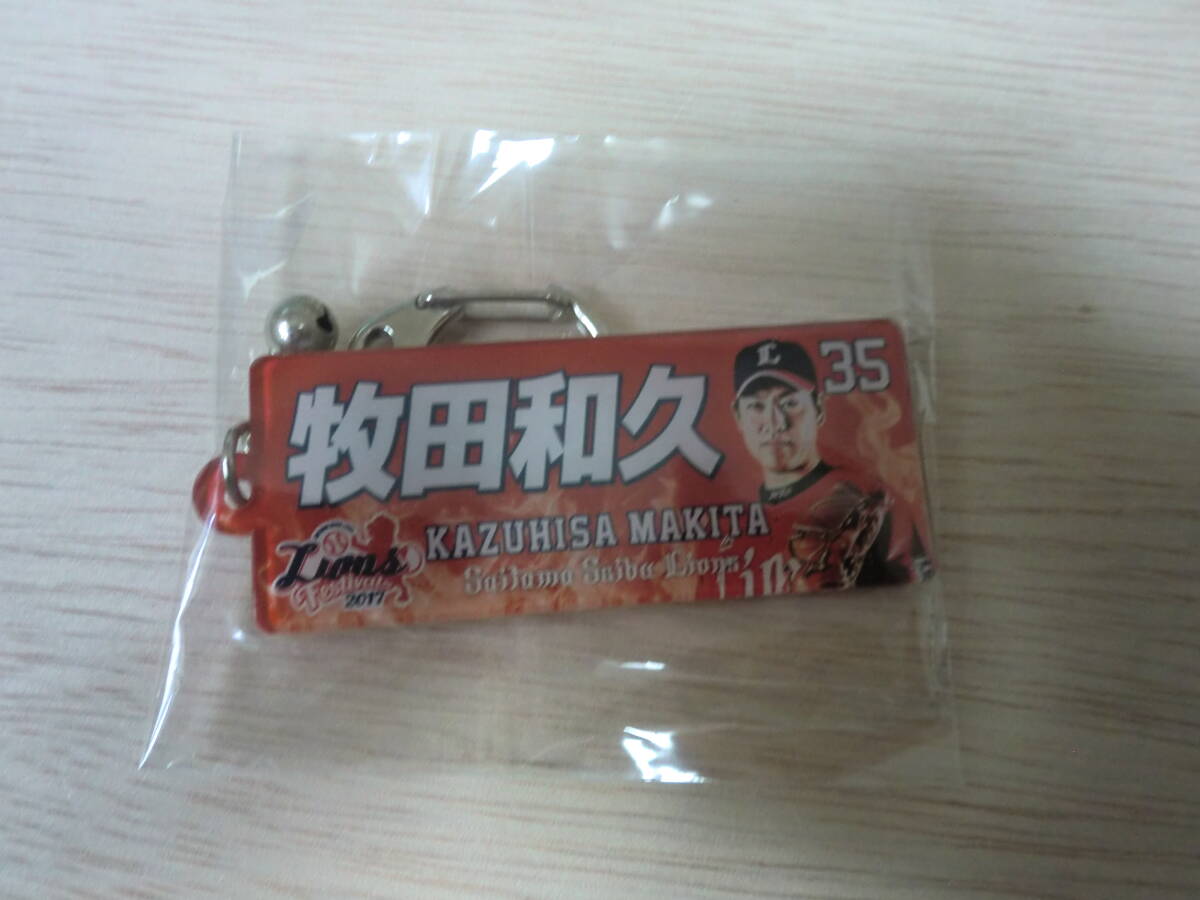 牧田和久
35
KAZUHISA MAKITA
Saitama Seibu Lions
Lions
Festival
2017
L